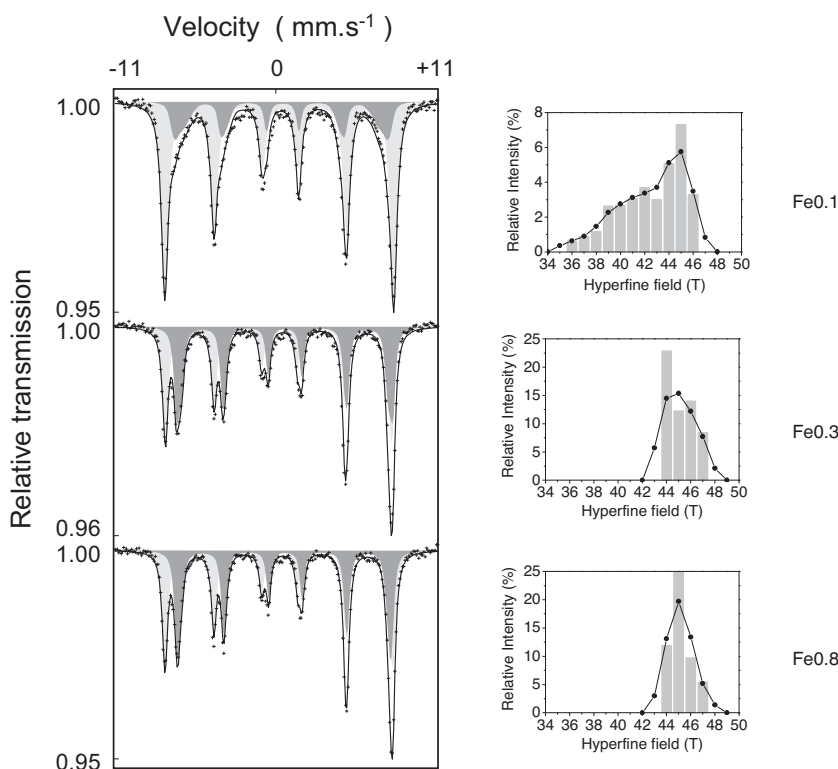 Velocity ( mm.s-1)
-11 0 +11
Relative transmission
1.00
0.95
1.00
0.96
1.00
0.95
Relative Intensity (%)
8
6
4
2
0
34 36 38 40 42 44 46 48 50
Hyperfine field (T)
Fe0.1
Relative Intensity (%)
25
20
15
10
5
0
34 36 38 40 42 44 46 48 50
Hyperfine field (T)
Fe0.3
Relative Intensity (%)
25
20
15
10
5
0
34 36 38 40 42 44 46 48 50
Hyperfine field (T)
Fe0.8